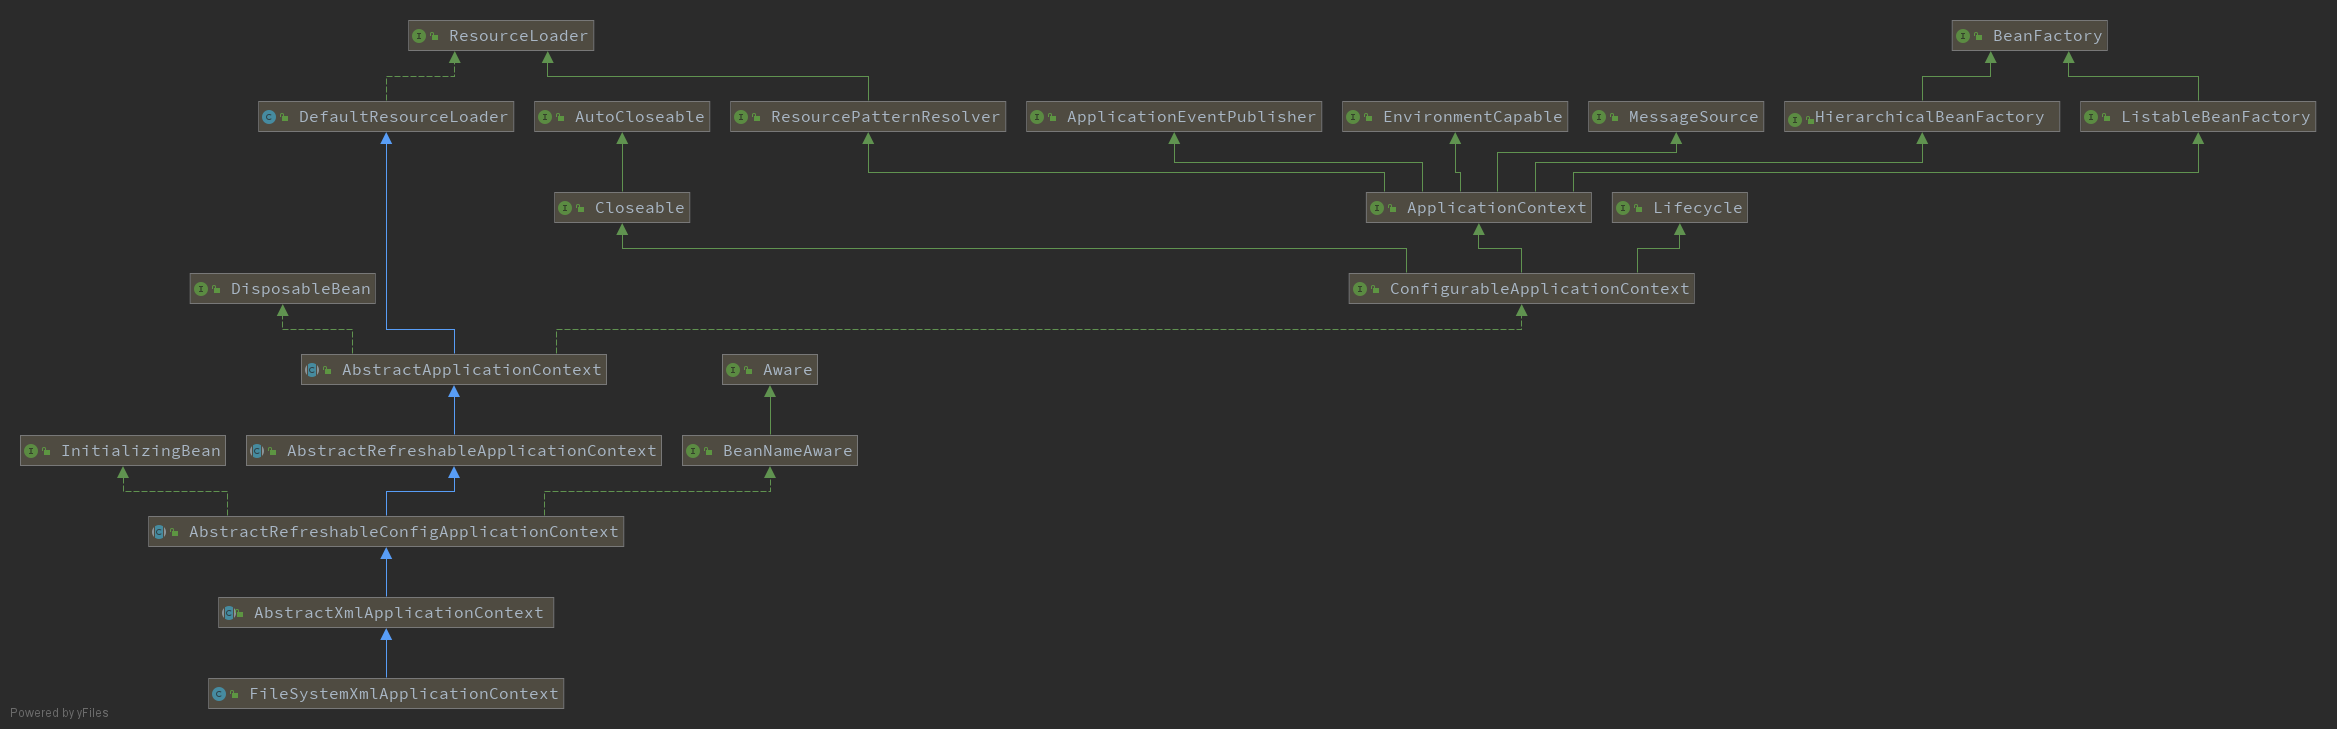 ResourceLoader
BeanFactory
DefaultResourceLoader
AutoCloseable
ResourcePatternResolver
ApplicationEventPublisher
EnvironmentCapable
MessageSource
HierarchicalBeanFactory
ListableBeanFactory
Closeable
ApplicationContext
Lifecycle
DisposableBean
ConfigurableApplicationContext
AbstractApplicationContext
Aware
InitializingBean
AbstractRefreshableApplicationContext
BeanNameAware
AbstractRefreshableConfigApplicationContext
AbstractXmlApplicationContext
FileSystemXmlApplicationContext
Powered by yFiles